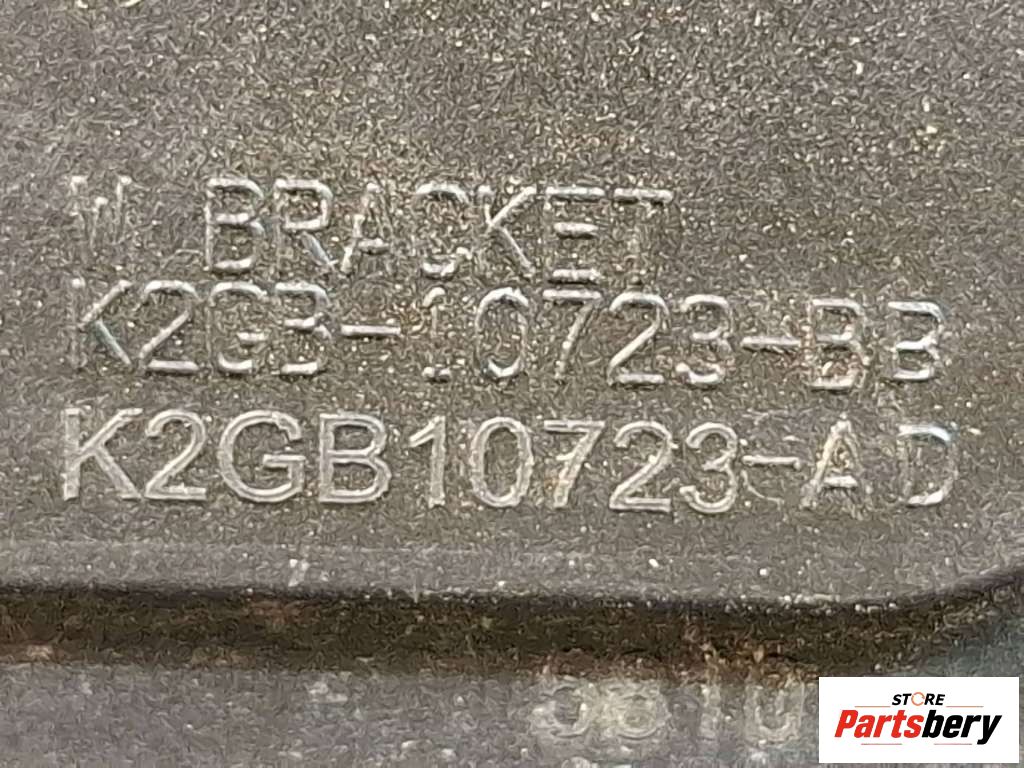 W BRACKET
K2GB-10723-BB
K2GB10723-AD
STORE
Partsbery